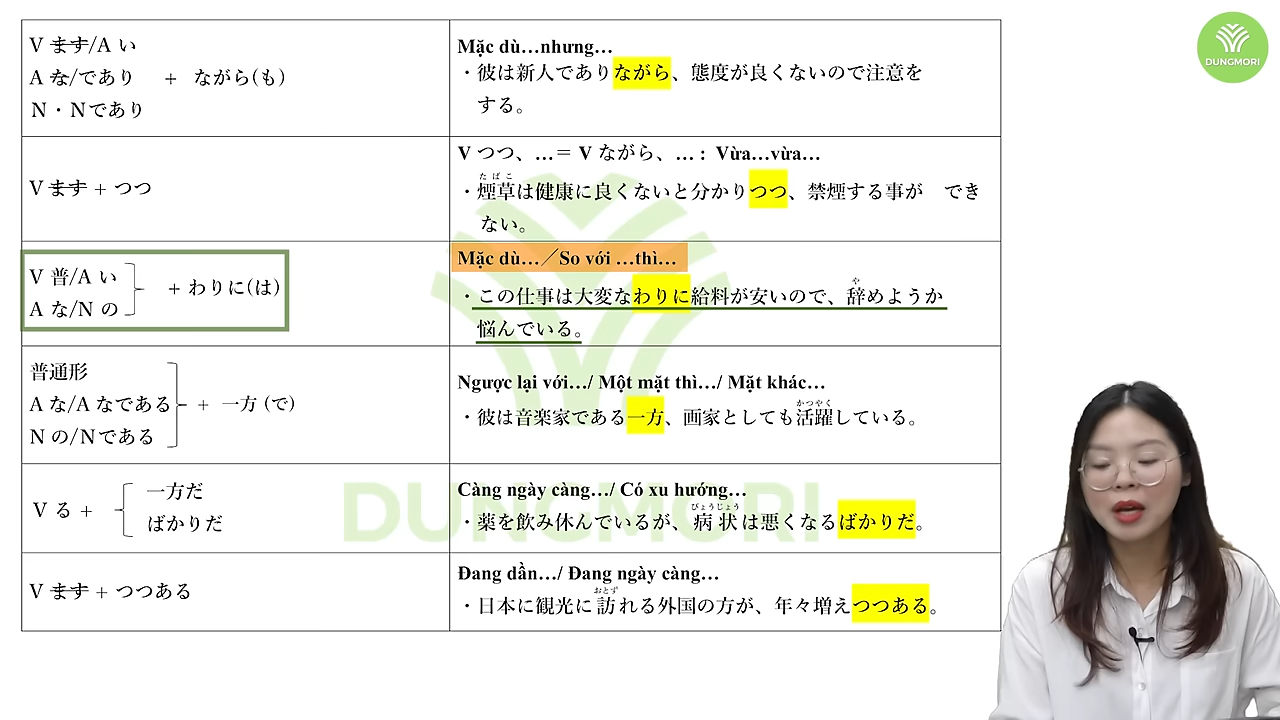 DUNGMORI
V ます/A い
A な/であり + ながら(も)
N・Nであり
Mặc dù…nhưng…
・彼は新人でありながら、態度が良くないので注意を
する。
V ます + つつ
V つつ、…＝ V ながら、… : Vừa…vừa…
たばこ
・煙草は健康に良くないと分かりつつ、禁煙する事が でき
ない。
V 普/A い
A な/N の + わりに(は)
Mặc dù…／So với …thì…
や
・この仕事は大変なわりに給料が安いので、辞めようか
悩んでいる。
普通形
A な/A なである + 一方 (で)
N の/Nである
Ngược lại với…/ Một mặt thì…/ Mặt khác…
かつやく
・彼は音楽家である一方、画家としても活躍している。
V る + 一方だ
ばかりだ
Càng ngày càng…/ Có xu hướng…
びょうじょう
・薬を飲み休んでいるが、病状は悪くなるばかりだ。
V ます + つつある
Đang dần…/ Đang ngày càng…
おとず
・日本に観光に訪れる外国の方が、年々増えつつある。
DUNGMORI